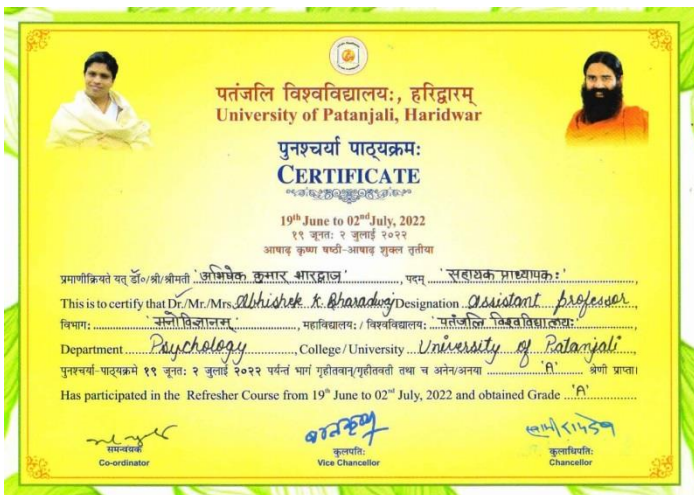 पतंजलि विश्वविद्यालयः, हरिद्वारम्
University of Patanjali, Haridwar
पुनश्चर्या पाठ्यक्रमः
CERTIFICATE
19th June to 02nd July, 2022
१९ जूनतः २ जुलाई २०२२
आषाढ़ कृष्ण षष्ठी-आषाढ़ शुक्ल तृतीया
प्रमाणीक्रियते यत् डॉ०/श्री/श्रीमती 'अभिषेक कुमार भारद्वाज', पदम् 'सहायक प्राध्यापकः'
This is to certify that Dr./Mr./Mrs. Abhishek K. Bharadwaj Designation assistant professor
विभागः 'मनोविज्ञानम्', महाविद्यालयः / विश्वविद्यालयः 'पतंजलि विश्वविद्यालयः'
Department Psychology, College/University University of Patanjali
पुनश्चर्या-पाठ्यक्रमे १९ जूनतः २ जुलाई २०२२ पर्यन्तं भागं गृहीतवान्/गृहीतवती तथा च अनेन/अनया 'A' श्रेणी प्राप्ता।
Has participated in the Refresher Course from 19th June to 02nd July, 2022 and obtained Grade 'A'
समन्वयक
Co-ordinator
कुलपतिः
Vice Chancellor
कुलाधिपतिः
Chancellor